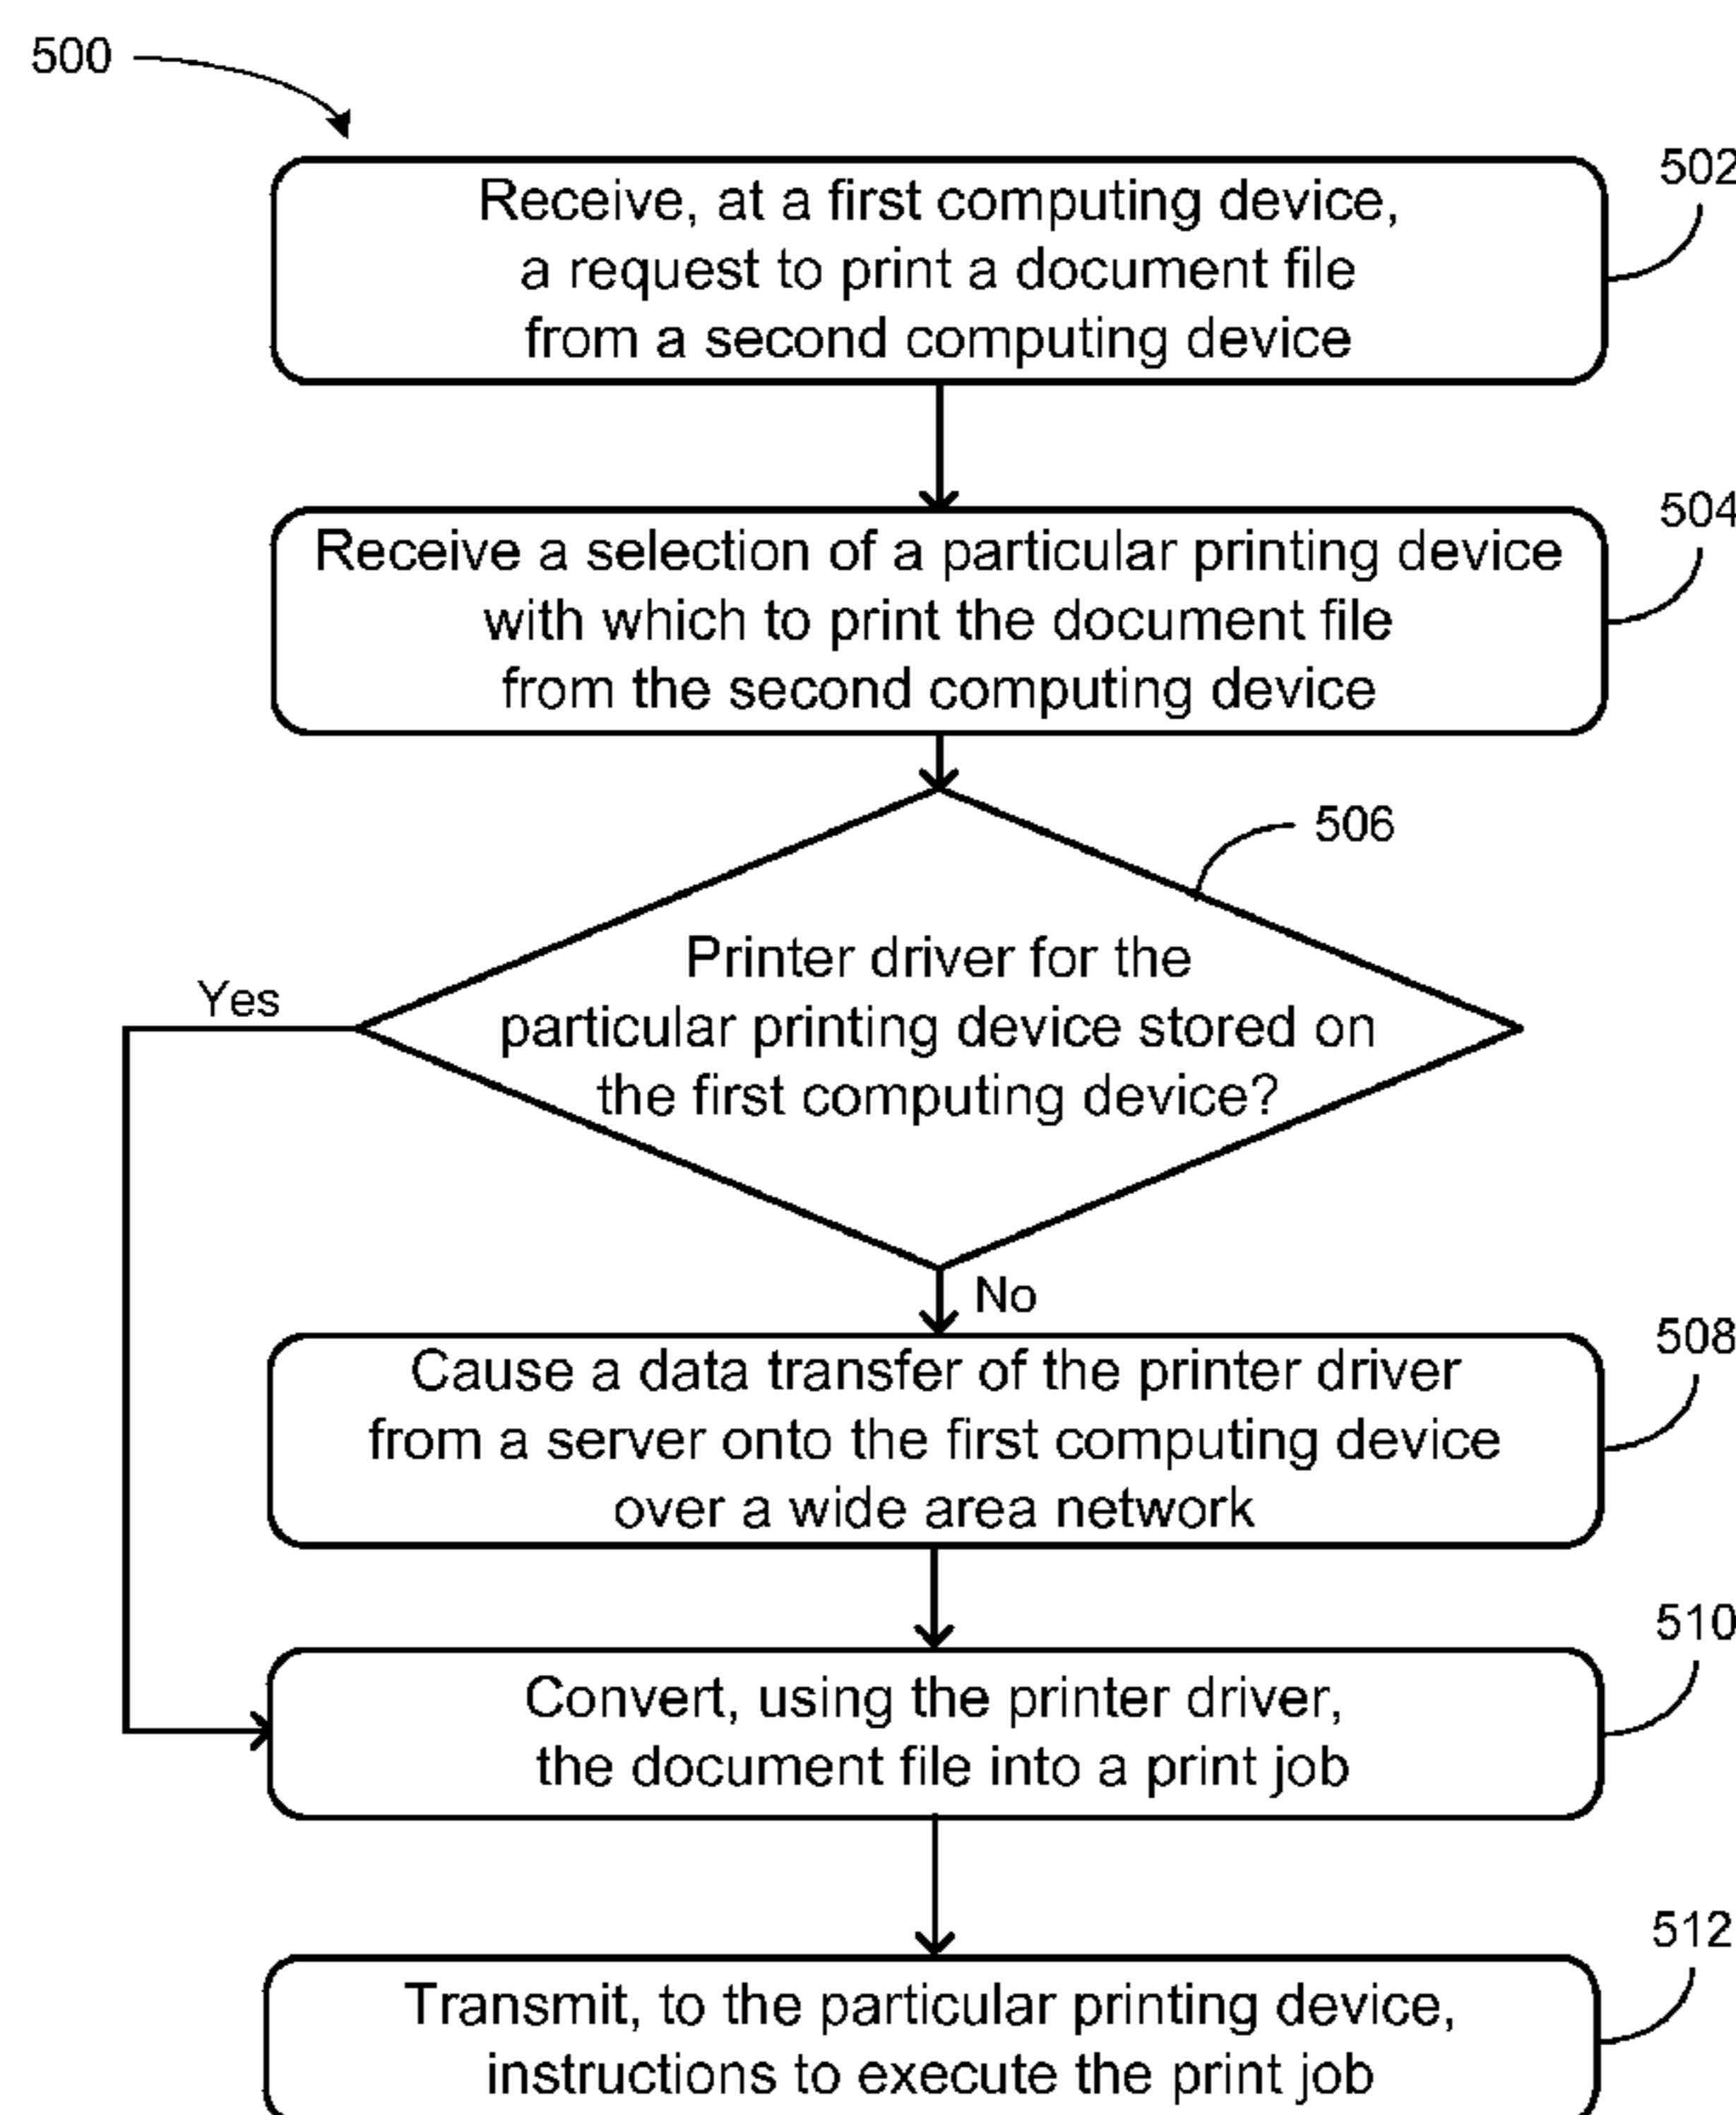 500
502
Receive, at a first computing device,
a request to print a document file
from a second computing device
504
Receive a selection of a particular printing device
with which to print the document file
from the second computing device
506
Printer driver for the
particular printing device stored on
the first computing device?
Yes
No
508
Cause a data transfer of the printer driver
from a server onto the first computing device
over a wide area network
510
Convert, using the printer driver,
the document file into a print job
512
Transmit, to the particular printing device,
instructions to execute the print job